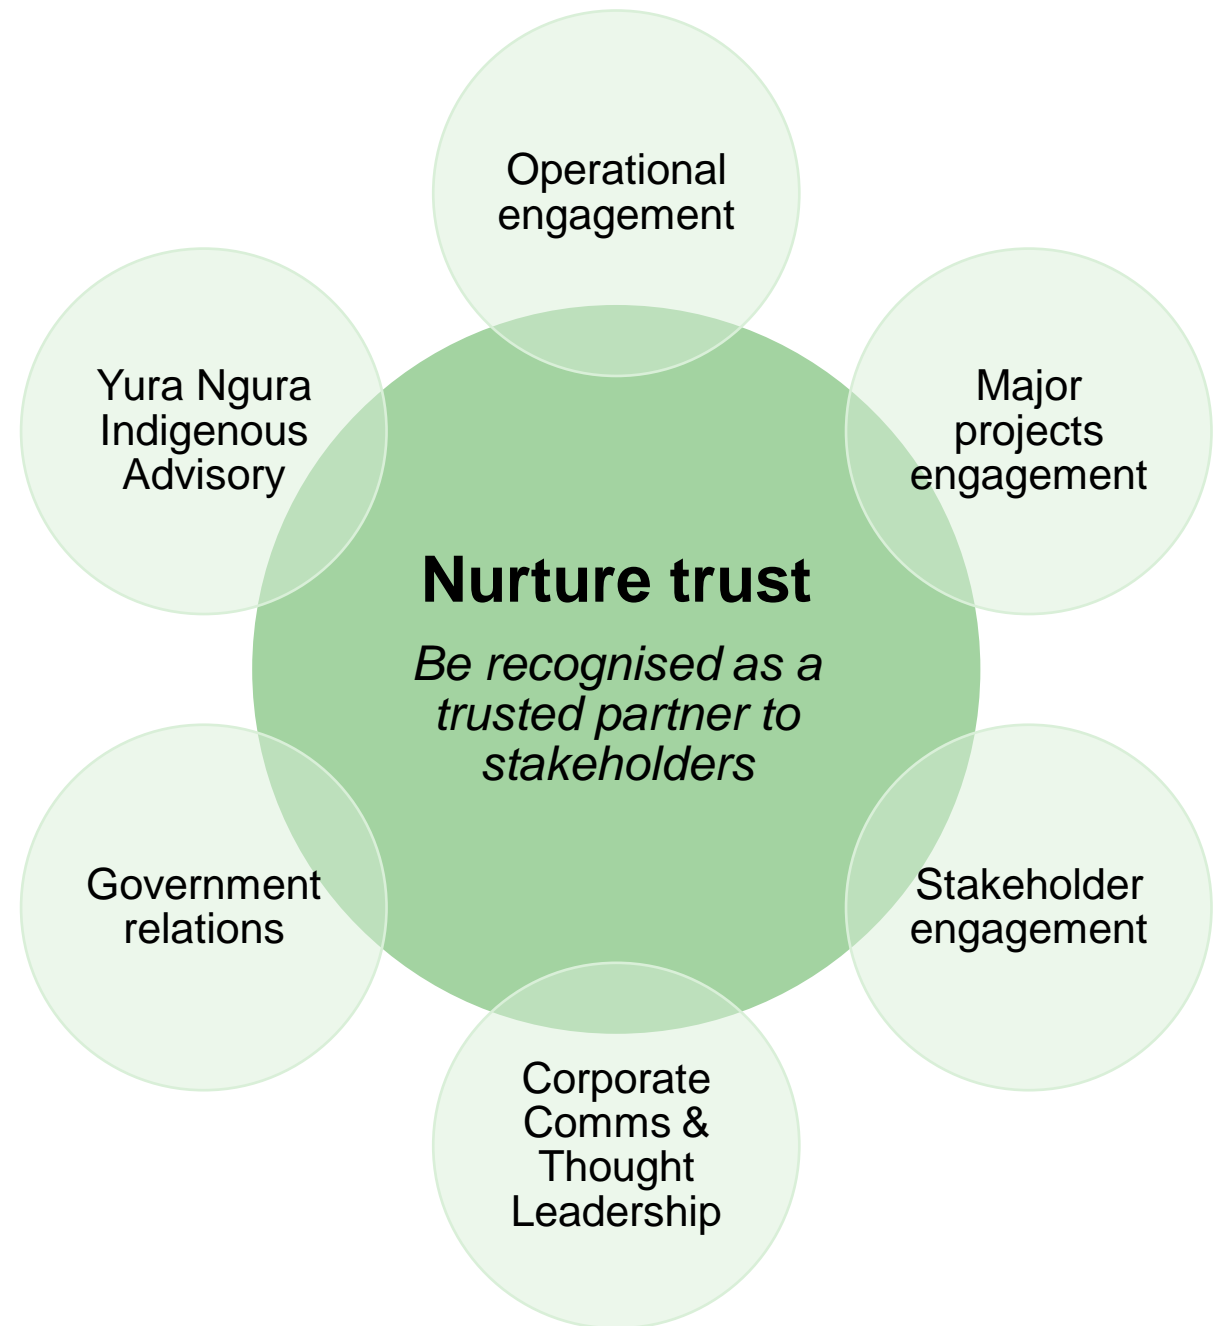 Operational
engagement
Yura Ngura
Indigenous
Advisory
Major
projects
engagement
Nurture trust
Be recognised as a
trusted partner to
stakeholders
Government
relations
Stakeholder
engagement
Corporate
Comms &
Thought
Leadership